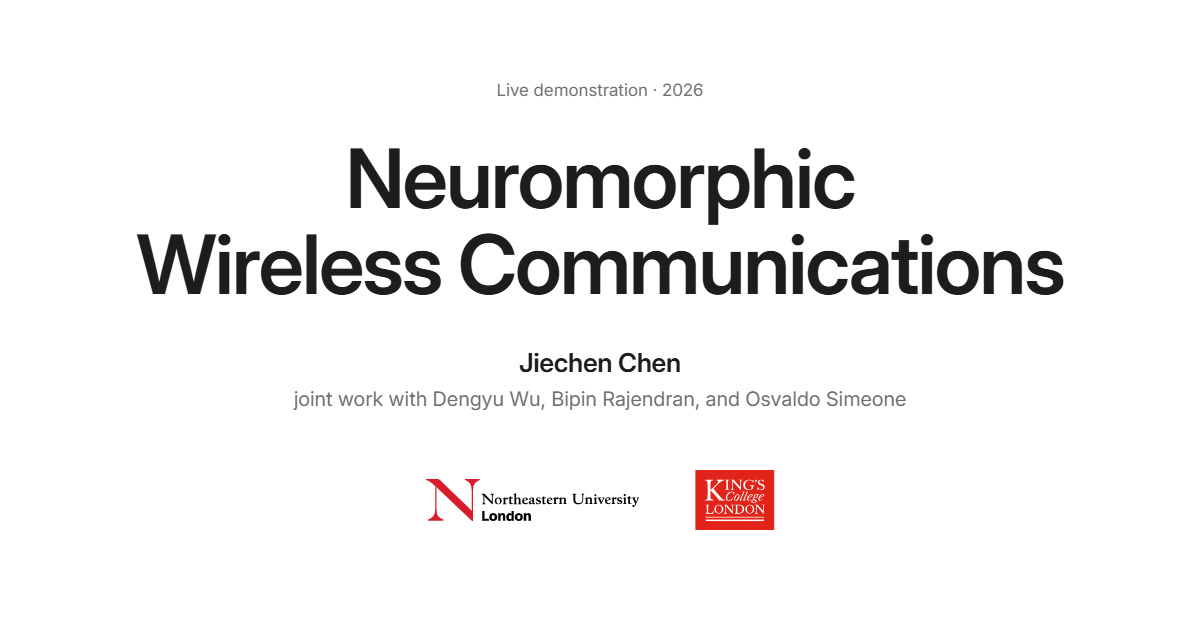 Live demonstration · 2026
Neuromorphic
Wireless Communications
Jiechen Chen
joint work with Dengyu Wu, Bipin Rajendran, and Osvaldo Simeone
N
Northeastern University
London
KING'S
College
LONDON